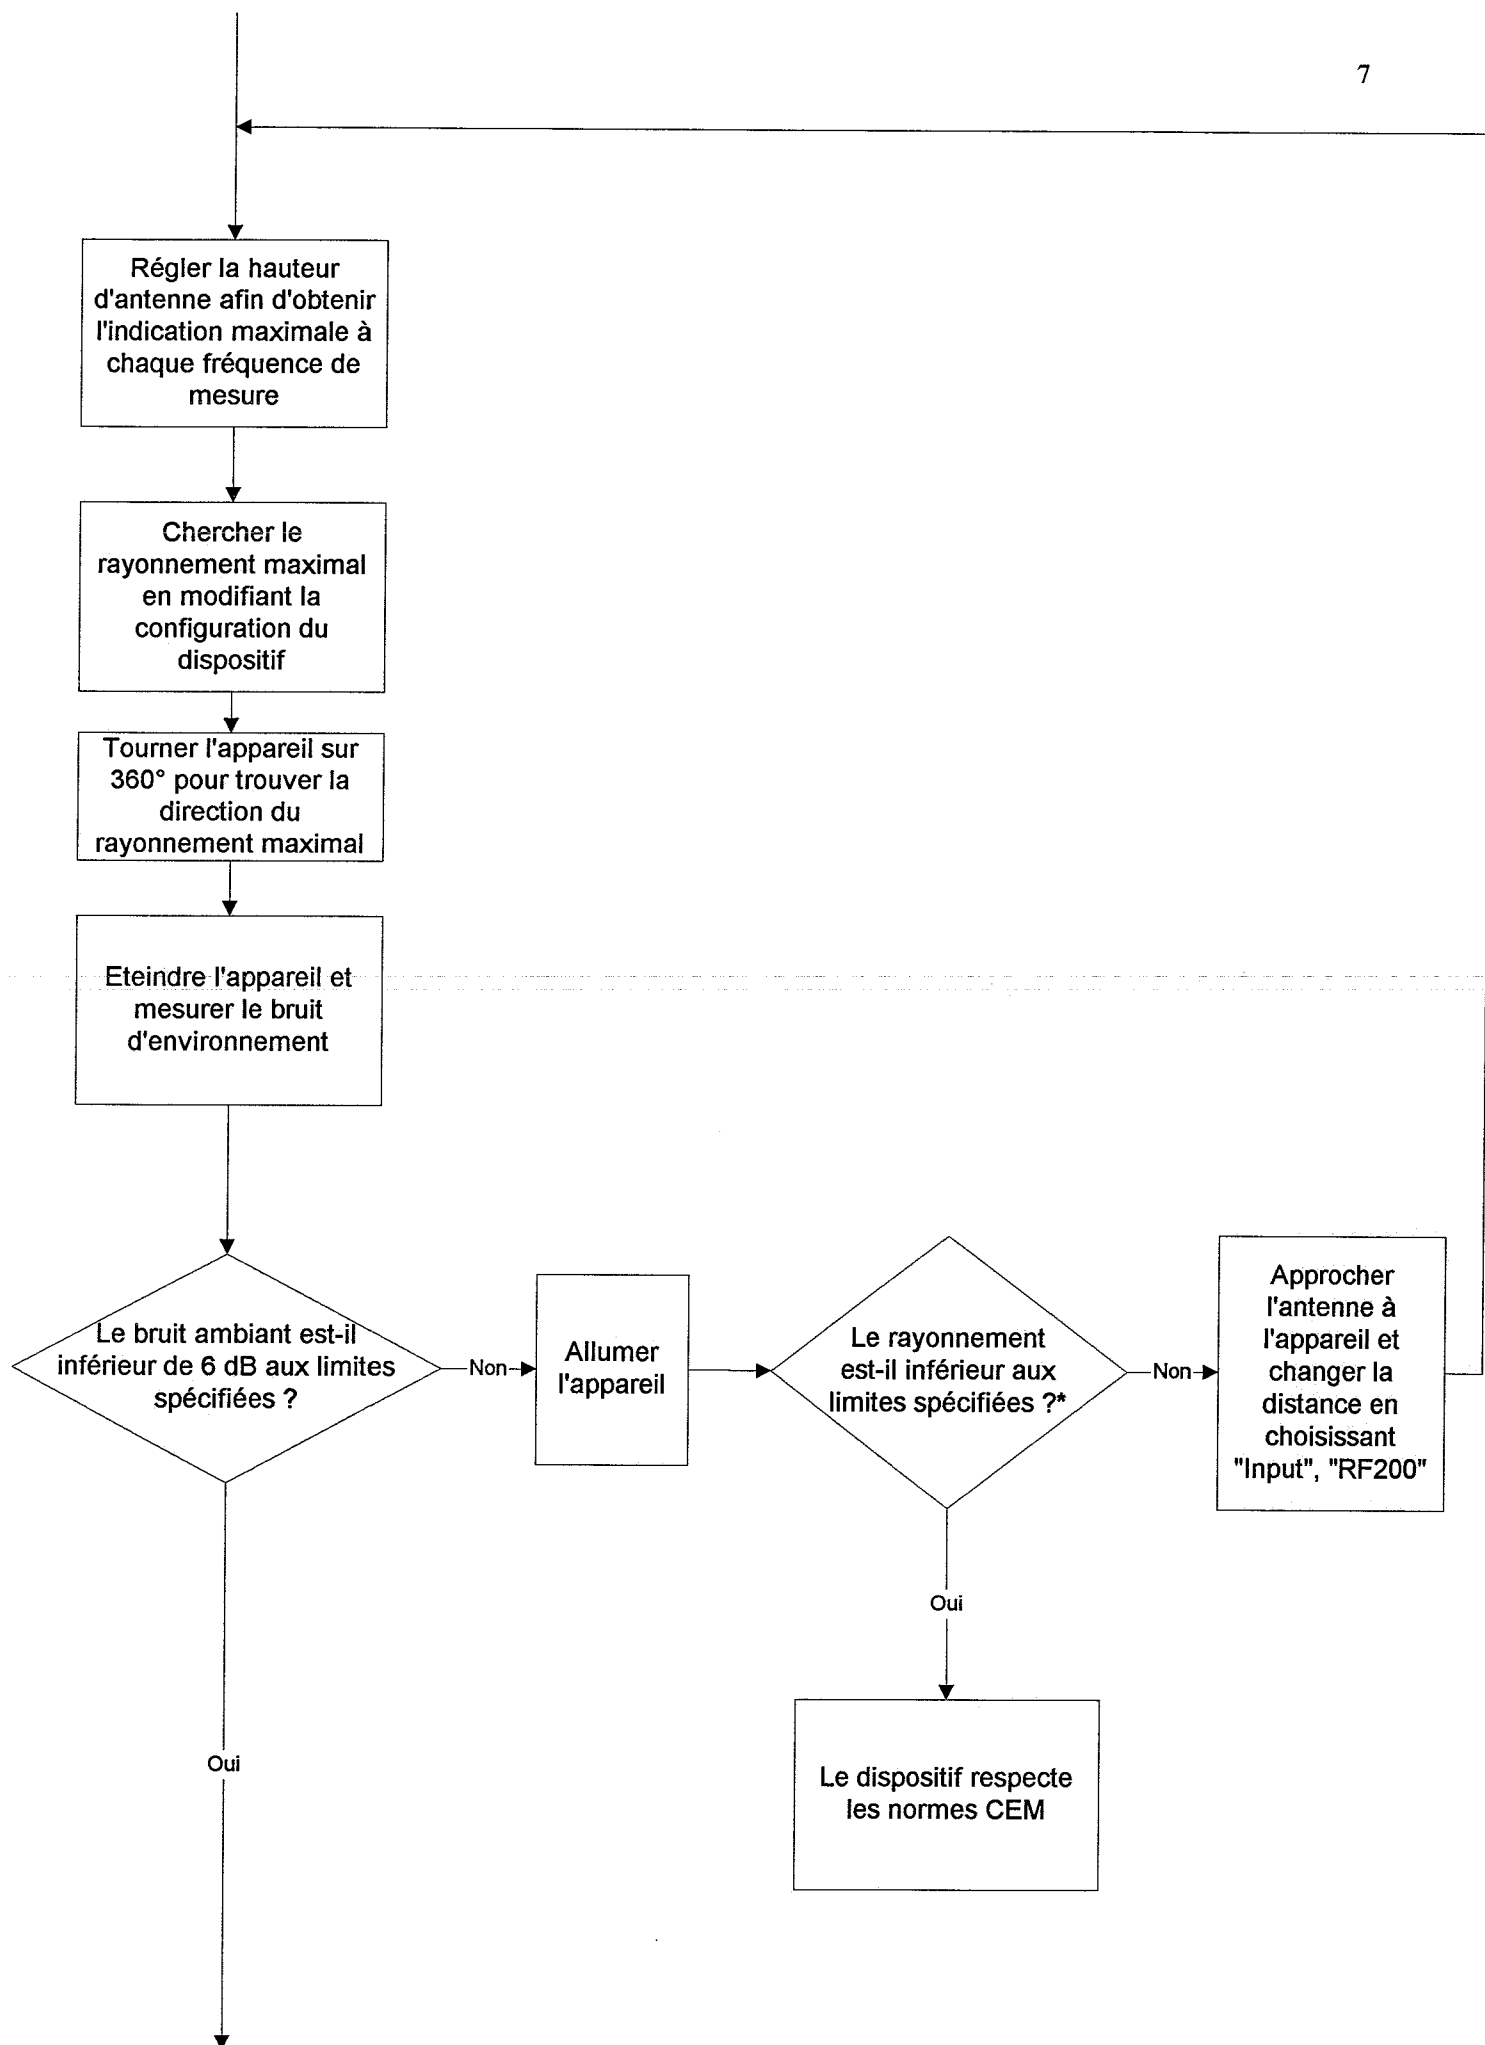 7
Régler la hauteur
d'antenne afin d'obtenir
l'indication maximale à
chaque fréquence de
mesure
Chercher le
rayonnement maximal
en modifiant la
configuration du
dispositif
Tourner l'appareil sur
360° pour trouver la
direction du
rayonnement maximal
Eteindre l'appareil et
mesurer le bruit
d'environnement
Le bruit ambiant est-il
inférieur de 6 dB aux limites
spécifiées ?
Non
Allumer
l'appareil
Le rayonnement
est-il inférieur aux
limites spécifiées ?*
Non
Approcher
l'antenne à
l'appareil et
changer la
distance en
choisissant
"Input", "RF200"
Oui
Le dispositif respecte
les normes CEM
Oui